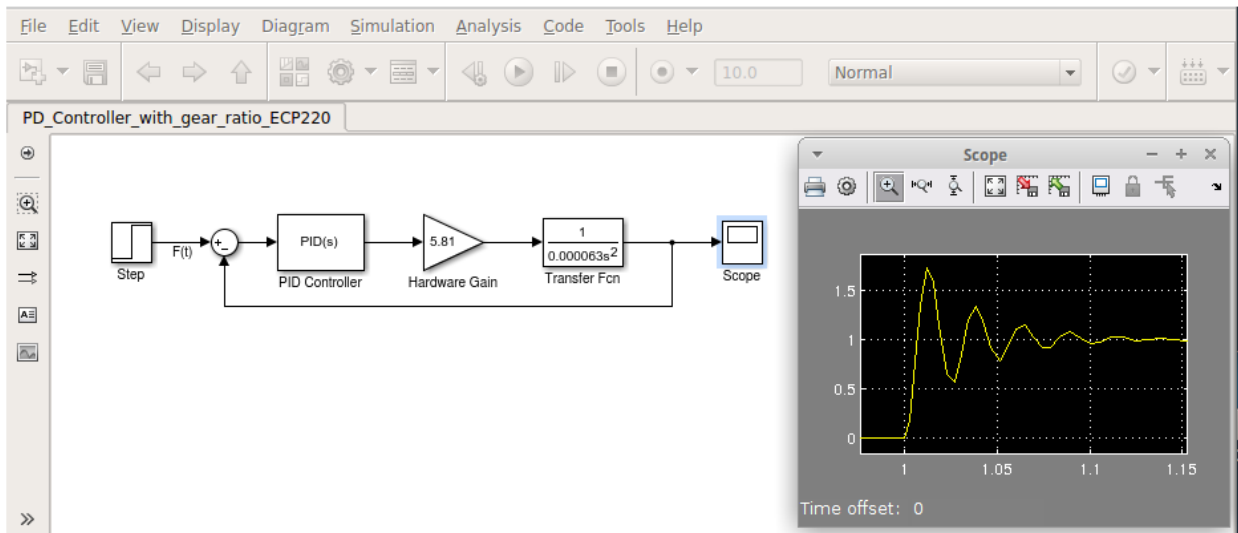 File Edit View Display Diagram Simulation Analysis Code Tools Help
10.0 Normal
PD_Controller_with_gear_ratio_ECP220
Step
F(t)
+
-
PID(s)
PID Controller
5.81
Hardware Gain
1
0.000063s2
Transfer Fcn
Scope
Scope
1.5
1
0.5
0
1 1.05 1.1 1.15
Time offset: 0